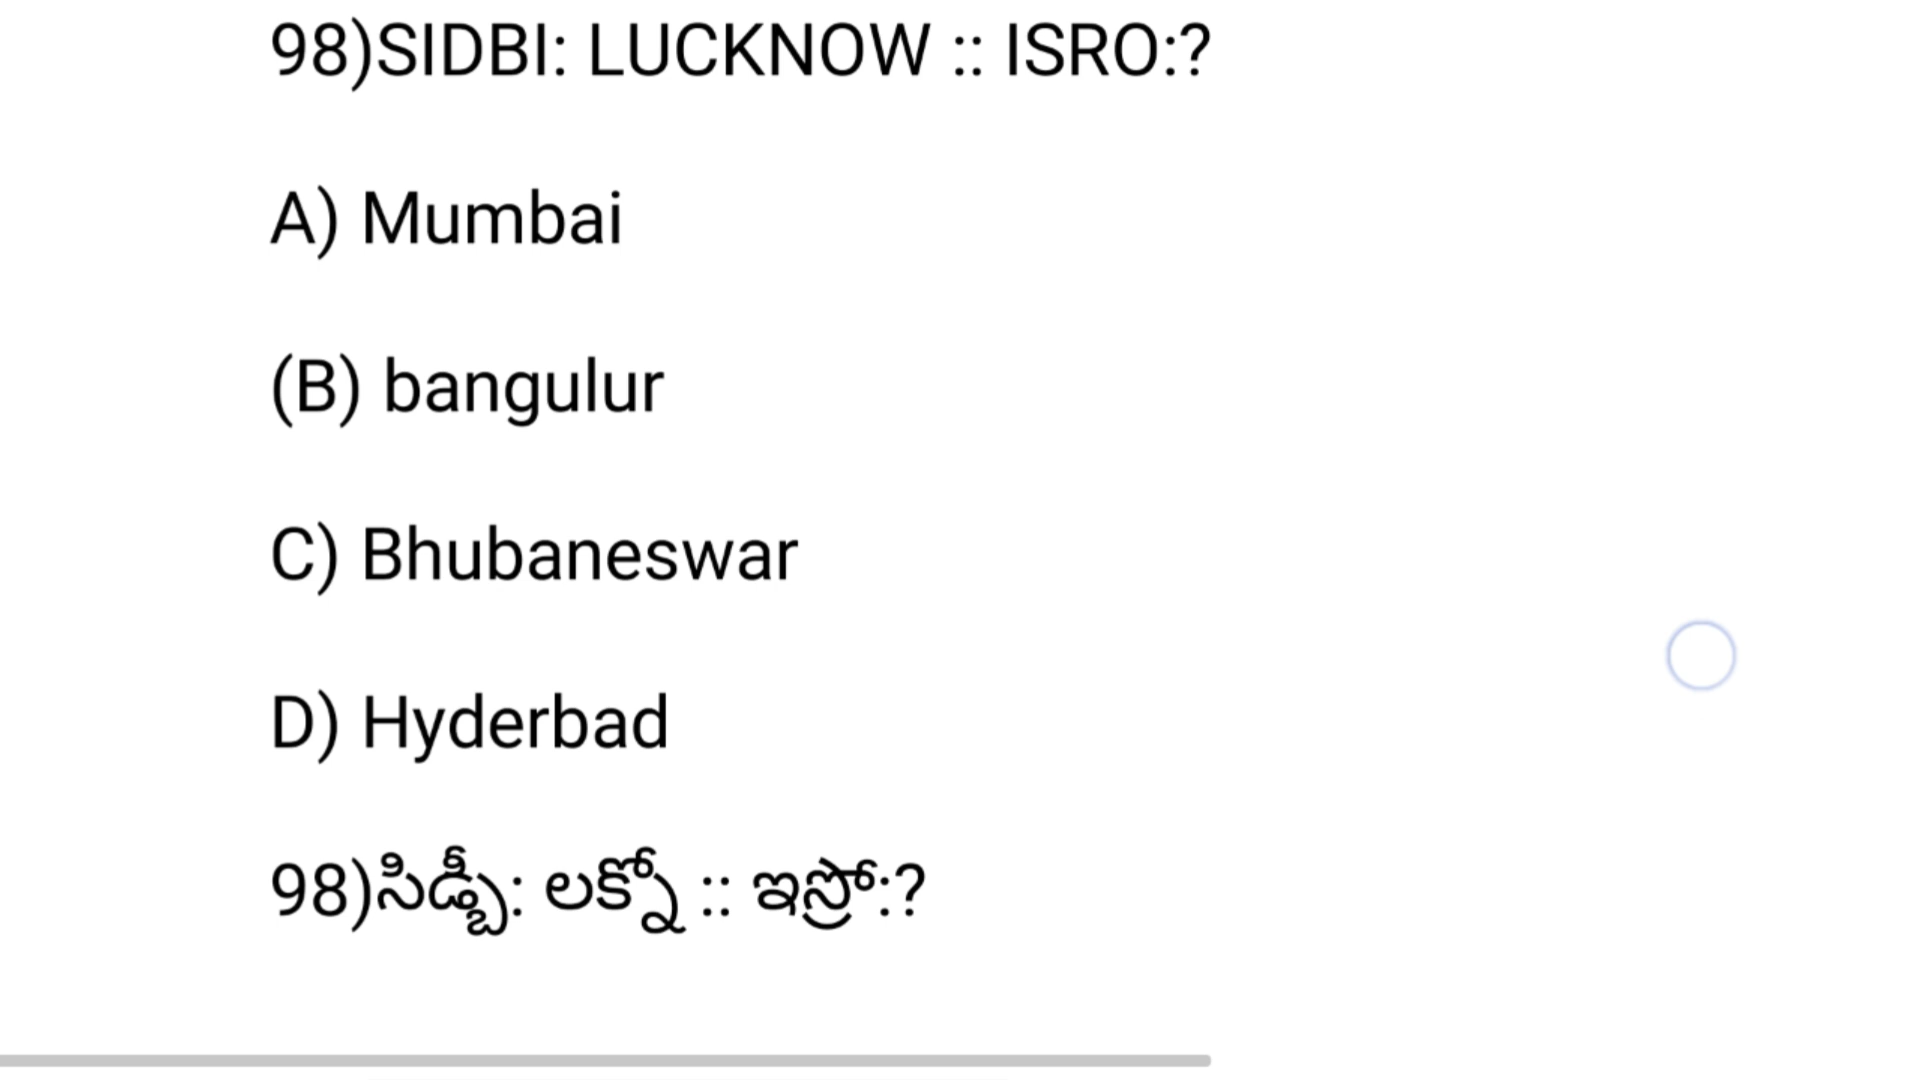 98)SIDBI: LUCKNOW :: ISRO:?
A) Mumbai
(B) bangulur
C) Bhubaneswar
D) Hyderbad
98)సిడ్బీ: లక్నో :: ఇస్రో:?